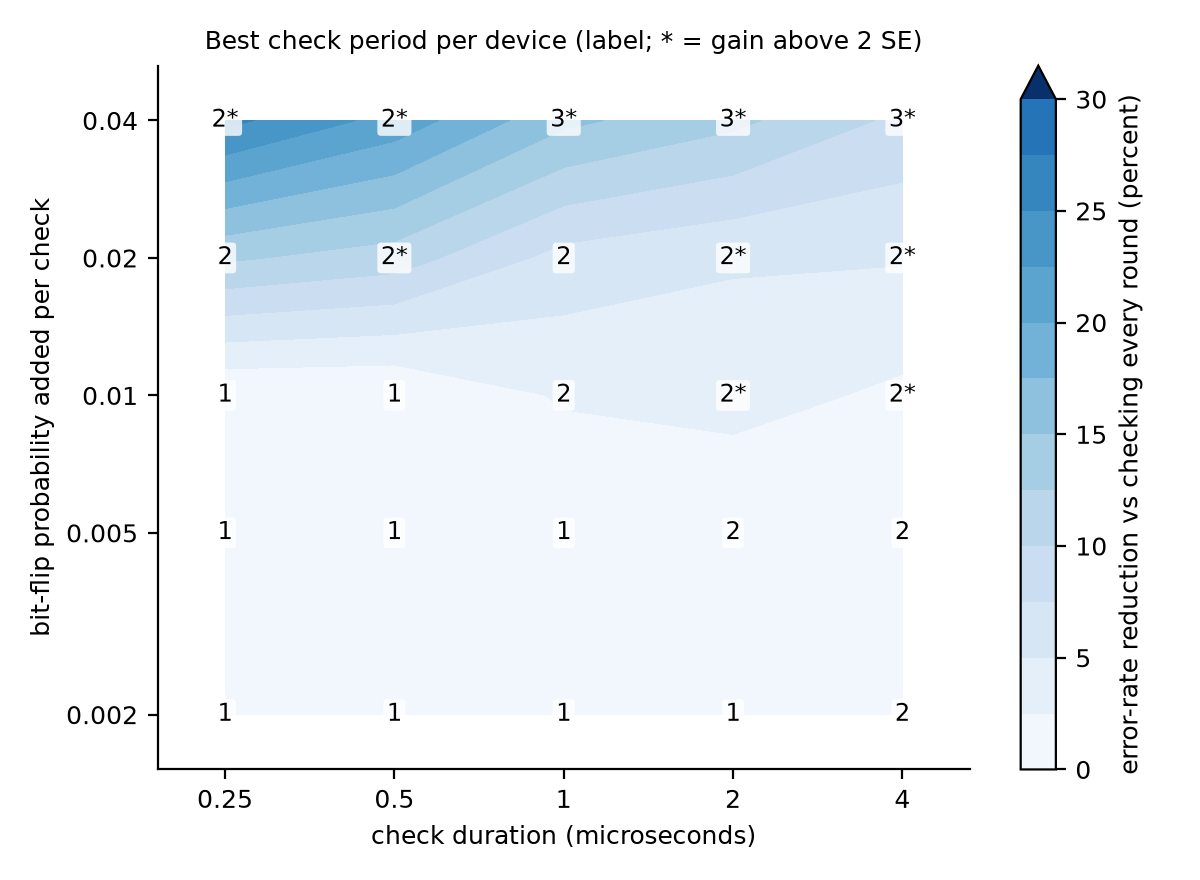 Best check period per device (label; * = gain above 2 SE)
bit-flip probability added per check
0.04
0.02
0.01
0.005
0.002
2* 2* 3* 3* 3*
2 2* 2 2* 2*
1 1 2 2* 2*
1 1 1 2 2
1 1 1 1 2
0.25 0.5 1 2 4
check duration (microseconds)
30
25
20
15
10
5
0
error-rate reduction vs checking every round (percent)